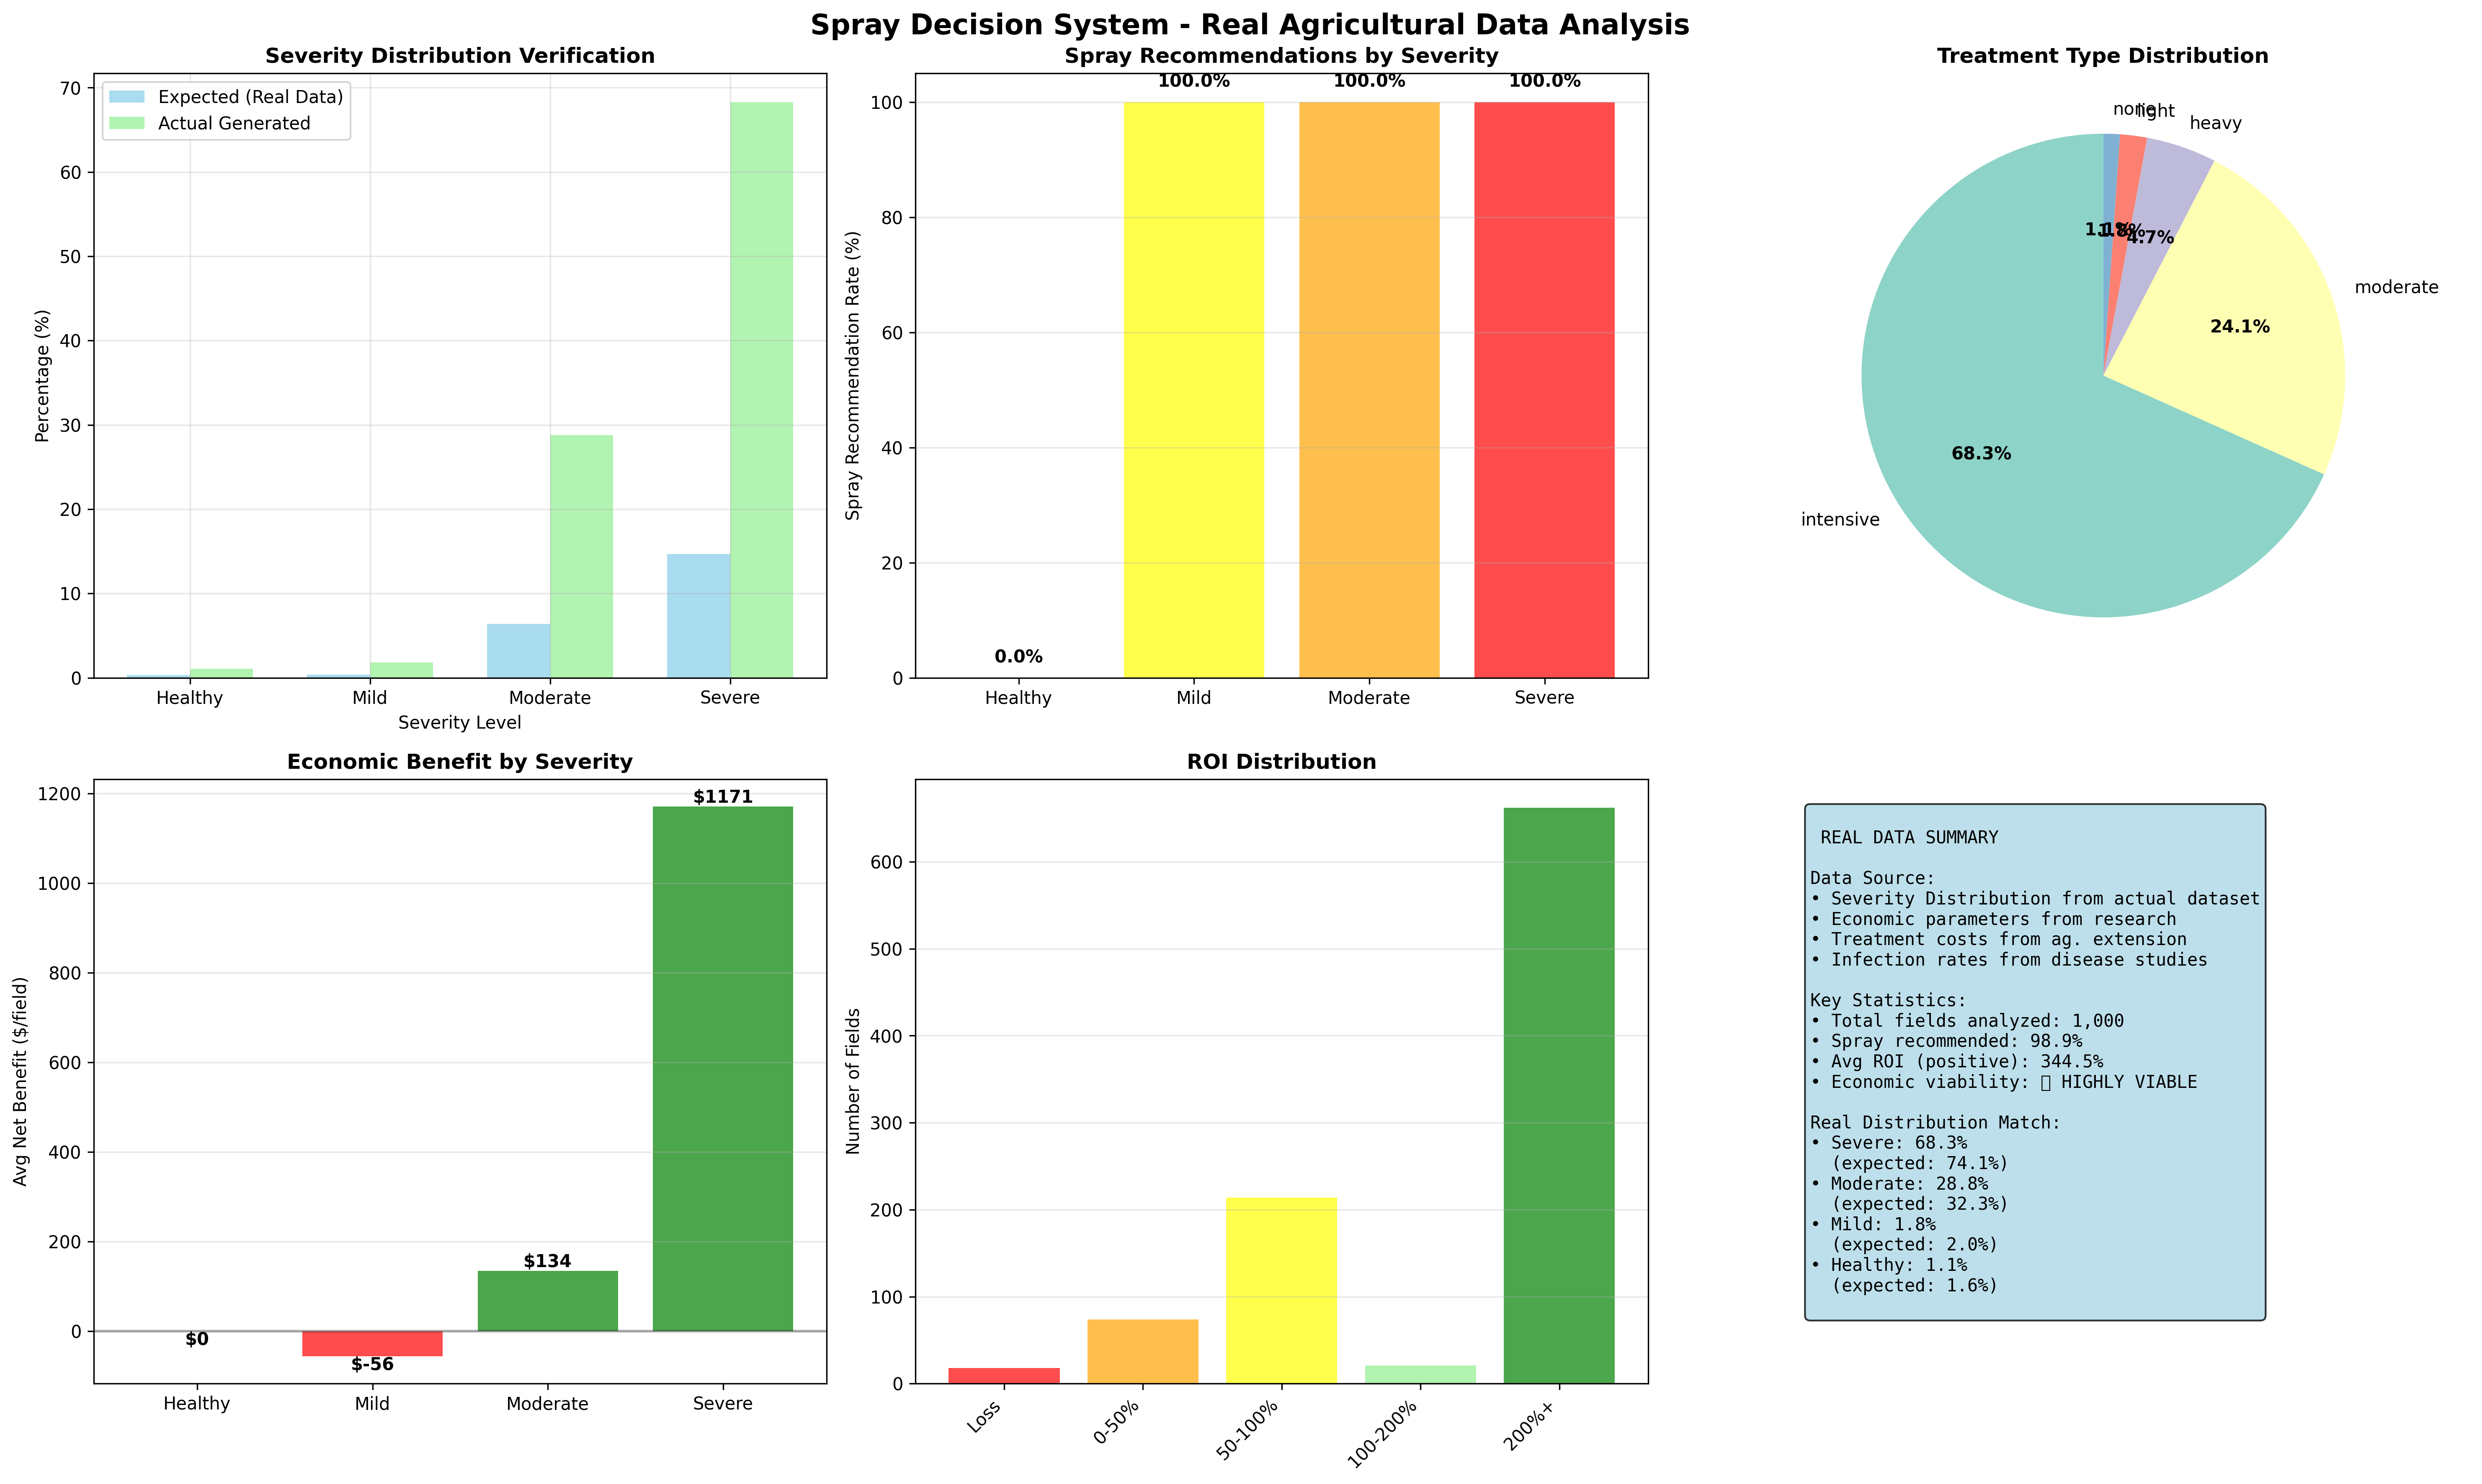 Spray Decision System - Real Agricultural Data Analysis
Severity Distribution Verification
Expected (Real Data)
Actual Generated
Percentage (%)
70
60
50
40
30
20
10
0
Healthy Mild Moderate Severe
Severity Level
Spray Recommendations by Severity
Spray Recommendation Rate (%)
100
80
60
40
20
0
0.0% 100.0% 100.0% 100.0%
Healthy Mild Moderate Severe
Treatment Type Distribution
none
light
heavy
moderate
intensive
1.1%
1.8%
4.7%
24.1%
68.3%
Economic Benefit by Severity
Avg Net Benefit ($/field)
1200
1000
800
600
400
200
0
$0 $-56 $134 $1171
Healthy Mild Moderate Severe
ROI Distribution
Number of Fields
600
500
400
300
200
100
0
Loss 0-50% 50-100% 100-200% 200%+
REAL DATA SUMMARY
Data Source:
• Severity Distribution from actual dataset
• Economic parameters from research
• Treatment costs from ag. extension
• Infection rates from disease studies
Key Statistics:
• Total fields analyzed: 1,000
• Spray recommended: 98.9%
• Avg ROI (positive): 344.5%
• Economic viability: ▯ HIGHLY VIABLE
Real Distribution Match:
• Severe: 68.3%
(expected: 74.1%)
• Moderate: 28.8%
(expected: 32.3%)
• Mild: 1.8%
(expected: 2.0%)
• Healthy: 1.1%
(expected: 1.6%)